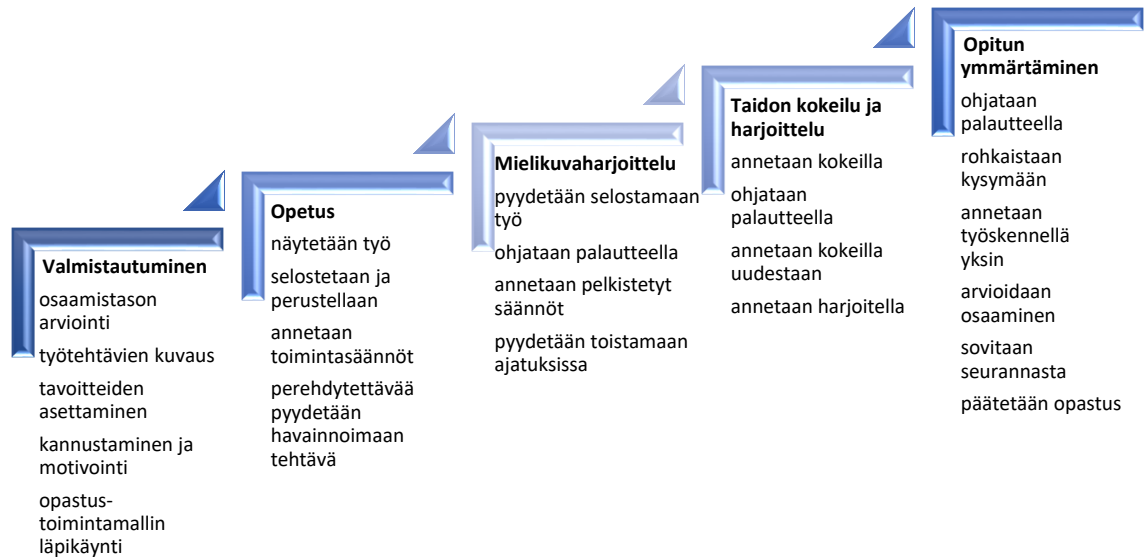 Valmistautuminen
osaamistason
arviointi
työtehtävien kuvaus
tavoitteiden
asettaminen
kannustaminen ja
motivointi
opastus-
toimintamallin
läpikäynti
Opetus
näytetään työ
selostetaan ja
perustellaan
annetaan
toimintasäännöt
perehdytettävää
pyydetään
havainnoimaan
tehtävä
Mielikuvaharjoittelu
pyydetään selostamaan
työ
ohjataan palautteella
annetaan pelkistetyt
säännöt
pyydetään toistamaan
ajatuksissa
Taidon kokeilu ja
harjoittelu
annetaan kokeilla
ohjataan
palautteella
annetaan kokeilla
uudestaan
annetaan harjoitella
Opitun
ymmärtäminen
ohjataan
palautteella
rohkaistaan
kysymään
annetaan
työskennellä
yksin
arvioidaan
osaaminen
sovitaan
seurannasta
päätetään opastus